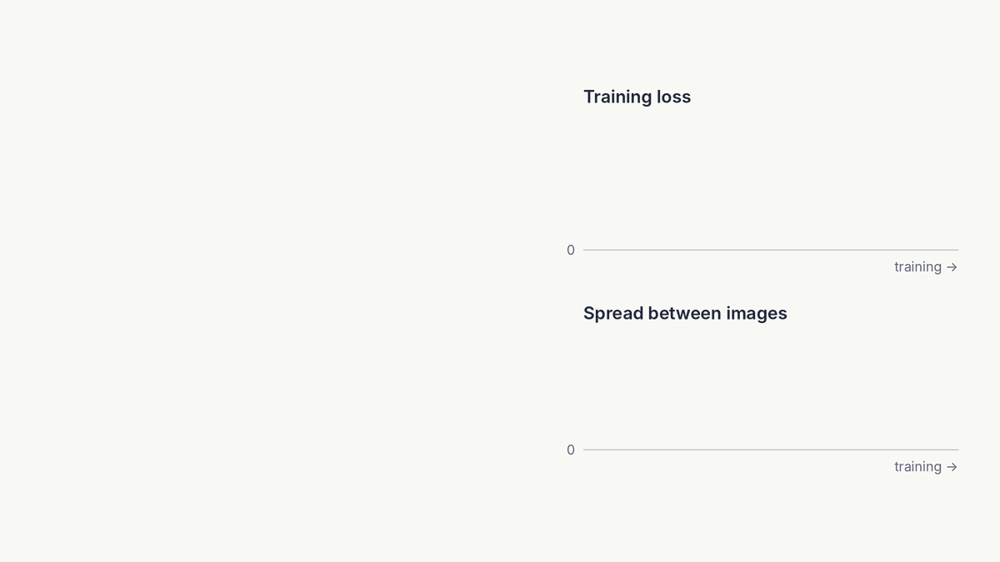 Training loss
0
training →
Spread between images
0
training →